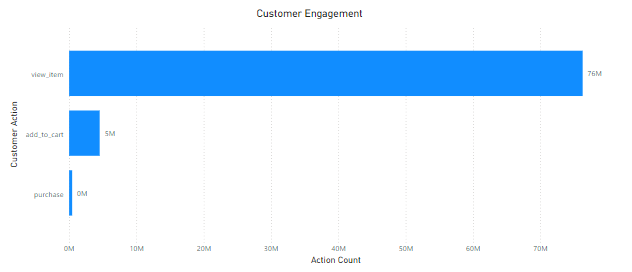 Customer Engagement
Customer Action
view_item
76M
add_to_cart
5M
purchase
0M
0M 10M 20M 30M 40M 50M 60M 70M
Action Count